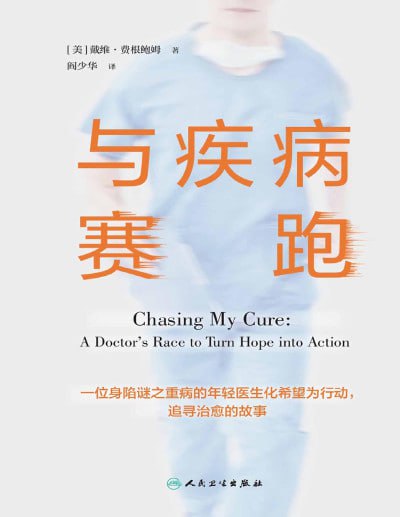 [美]戴维·费根鲍姆 著
阎少华 译
与疾病
赛跑
Chasing My Cure:
A Doctor's Race to Turn Hope into Action
一位身陷谜之重病的年轻医生化希望为行动,
追寻治愈的故事
人民卫生出版社